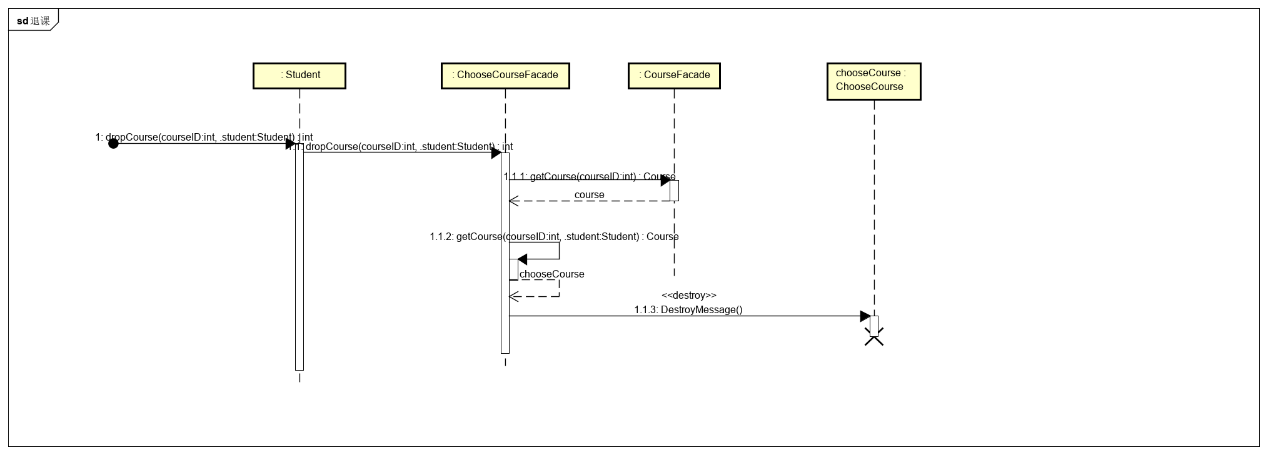 sd 退课
: Student
: ChooseCourseFacade
: CourseFacade
chooseCourse :
ChooseCourse
1: dropCourse(courseID:int, .student:Student) : int
1.1: dropCourse(courseID:int, .student:Student) : int
1.1.1: getCourse(courseID:int) : Course
course
1.1.2: getCourse(courseID:int, .student:Student) : Course
chooseCourse
<<destroy>>
1.1.3: DestroyMessage()